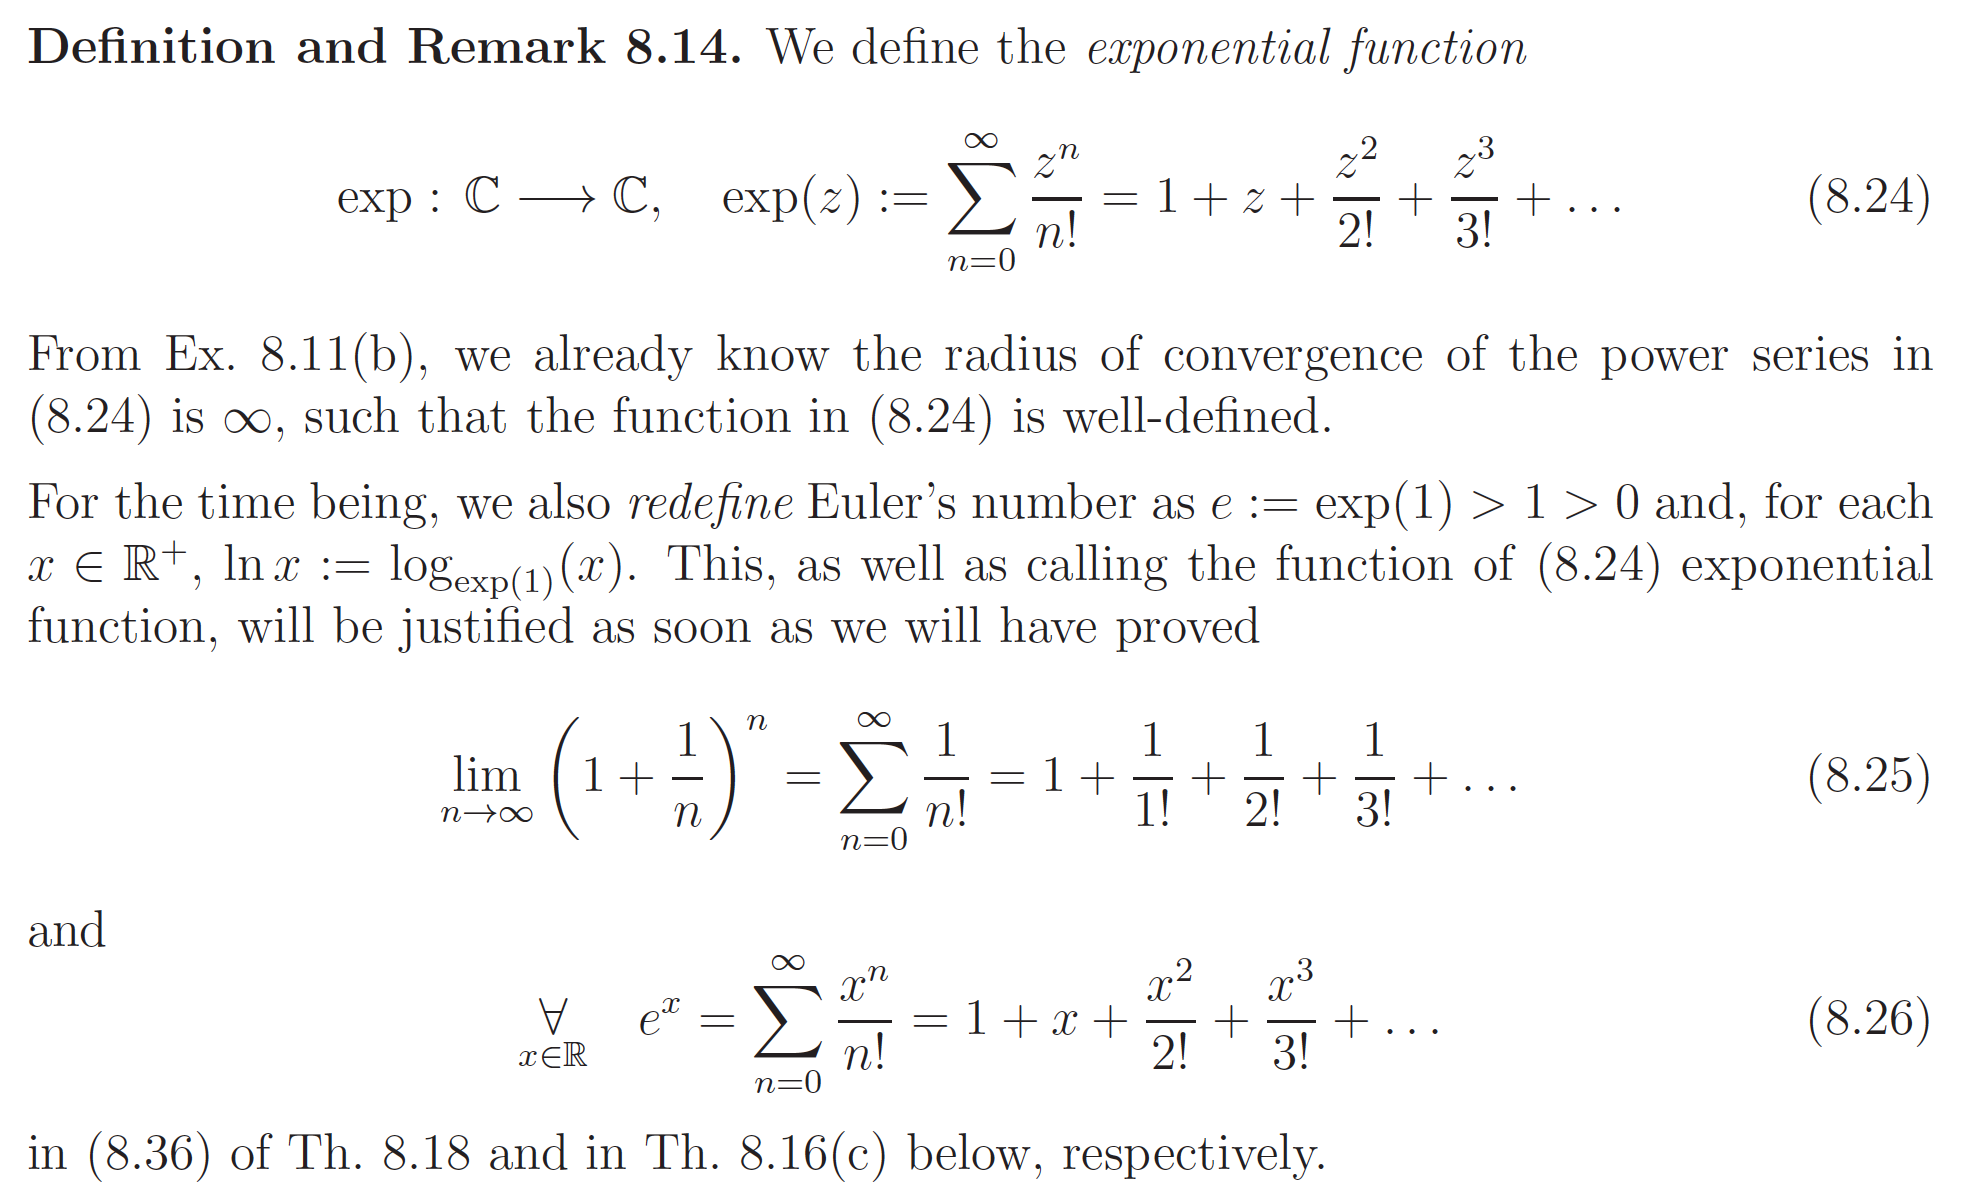 Definition and Remark 8.14. We define the exponential function
exp : ℂ ⟶ ℂ, exp(z) := ∑_{n=0}^{∞} z^n/n! = 1 + z + z^2/2! + z^3/3! + … (8.24)
From Ex. 8.11(b), we already know the radius of convergence of the power series in
(8.24) is ∞, such that the function in (8.24) is well-defined.
For the time being, we also redefine Euler’s number as e := exp(1) > 1 > 0 and, for each
x ∈ ℝ^+, ln x := log_{exp(1)}(x). This, as well as calling the function of (8.24) exponential
function, will be justified as soon as we will have proved
lim_{n→∞} (1 + 1/n)^n = ∑_{n=0}^{∞} 1/n! = 1 + 1/1! + 1/2! + 1/3! + … (8.25)
and
∀_{x∈ℝ} e^x = ∑_{n=0}^{∞} x^n/n! = 1 + x + x^2/2! + x^3/3! + … (8.26)
in (8.36) of Th. 8.18 and in Th. 8.16(c) below, respectively.